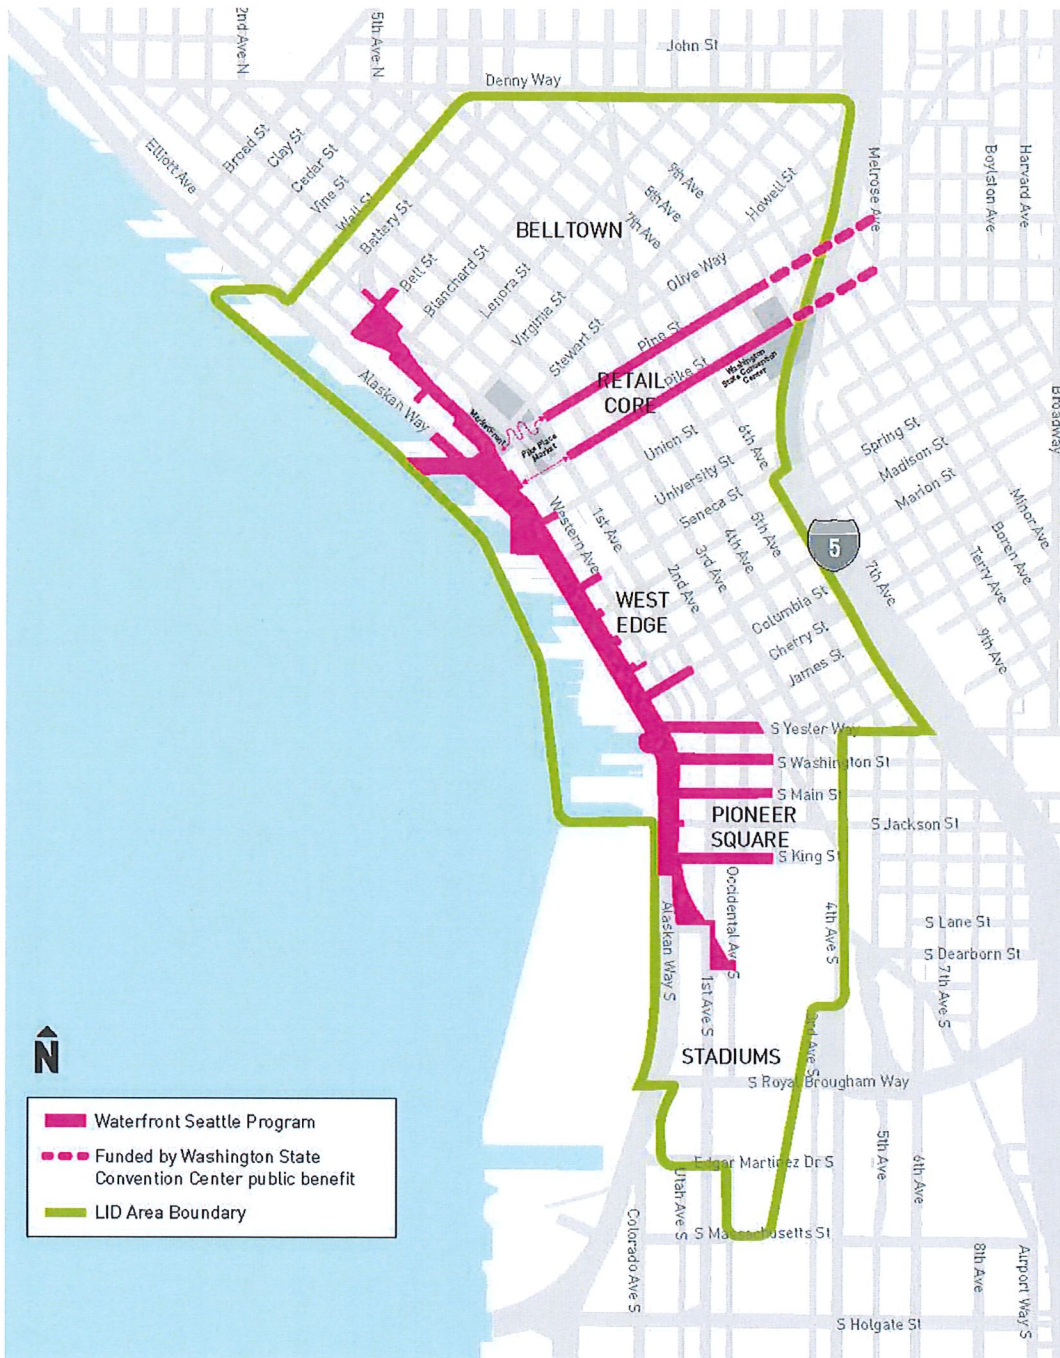 2nd Ave N
5th Ave N
John St
Denny Way
Elliott Ave
Broad St
Clay St
Cedar St
Vine St
Wall St
Battery St
Bell St
Blanchard St
Lenora St
Virginia St
Stewart St
BELLTOWN
9th Ave
8th Ave
7th Ave
Howell St
Olive Way
Melrose Ave
Boylston Ave
Harvard Ave
Pine St
Pike St
RETAIL
CORE
Washington
State Convention
Center
Alaskan Way
MarketFront
Pike Place
Market
Union St
University St
Seneca St
6th Ave
5th Ave
4th Ave
3rd Ave
2nd Ave
1st Ave
Western Ave
Spring St
Madison St
Marion St
Broadway
Minor Ave
Boren Ave
Terry Ave
9th Ave
7th Ave
5
WEST
EDGE
Columbia St
Cherry St
James St
S Yesler Way
S Washington St
S Main St
PIONEER
SQUARE
S Jackson St
S King St
Occidental Ave S
Alaskan Way S
4th Ave S
S Lane St
S Dearborn St
7th Ave S
1st Ave S
3rd Ave S
STADIUMS
S Royal Brougham Way
N
Waterfront Seattle Program
Funded by Washington State
Convention Center public benefit
LID Area Boundary
Edgar Martinez Dr S
5th Ave
6th Ave
Utah Ave S
Colorado Ave S
S Massachusetts St
8th Ave
Airport Way S
S Holgate St